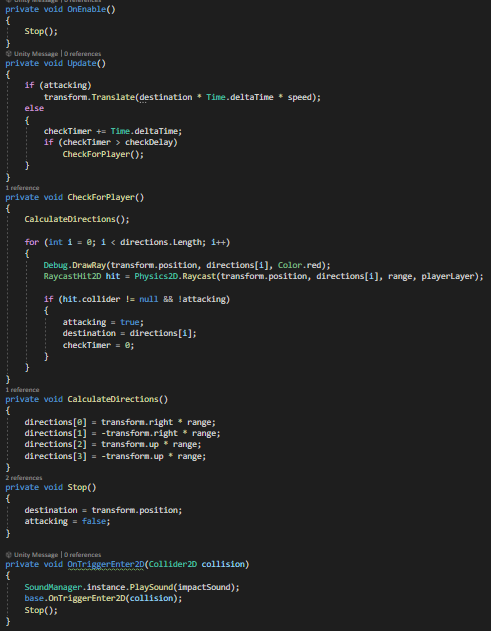 Unity Message | 0 references
private void OnEnable()
{
    Stop();
}
Unity Message | 0 references
private void Update()
{
    if (attacking)
        transform.Translate(destination * Time.deltaTime * speed);
    else
    {
        checkTimer += Time.deltaTime;
        if (checkTimer > checkDelay)
            CheckForPlayer();
    }
}
1 reference
private void CheckForPlayer()
{
    CalculateDirections();

    for (int i = 0; i < directions.Length; i++)
    {
        Debug.DrawRay(transform.position, directions[i], Color.red);
        RaycastHit2D hit = Physics2D.Raycast(transform.position, directions[i], range, playerLayer);

        if (hit.collider != null && !attacking)
        {
            attacking = true;
            destination = directions[i];
            checkTimer = 0;
        }
    }
}
1 reference
private void CalculateDirections()
{
    directions[0] = transform.right * range;
    directions[1] = -transform.right * range;
    directions[2] = transform.up * range;
    directions[3] = -transform.up * range;
}
2 references
private void Stop()
{
    destination = transform.position;
    attacking = false;
}

Unity Message | 0 references
private void OnTriggerEnter2D(Collider2D collision)
{
    SoundManager.instance.PlaySound(impactSound);
    base.OnTriggerEnter2D(collision);
    Stop();
}